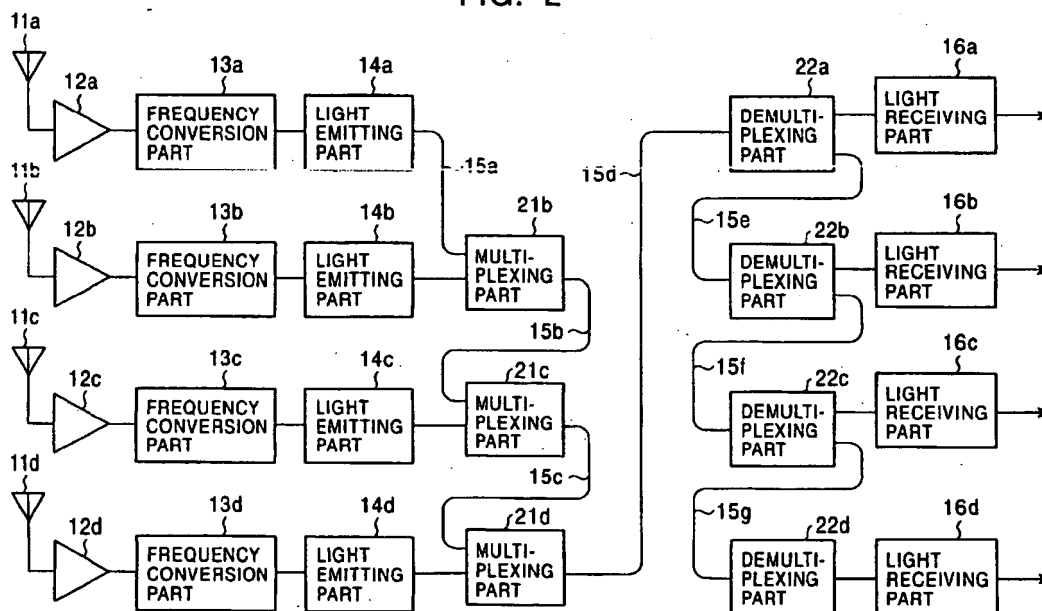 FIG. 2
11a
12a
13a
14a
22a
16a
FREQUENCY
CONVERSION
PART
LIGHT
EMITTING
PART
DEMULTI-
PLEXING
PART
LIGHT
RECEIVING
PART
15a
15d
11b
12b
13b
14b
21b
15e
22b
16b
FREQUENCY
CONVERSION
PART
LIGHT
EMITTING
PART
MULTI-
PLEXING
PART
DEMULTI-
PLEXING
PART
LIGHT
RECEIVING
PART
15b
11c
12c
13c
14c
21c
15f
22c
16c
FREQUENCY
CONVERSION
PART
LIGHT
EMITTING
PART
MULTI-
PLEXING
PART
DEMULTI-
PLEXING
PART
LIGHT
RECEIVING
PART
15c
11d
12d
13d
14d
21d
15g
22d
16d
FREQUENCY
CONVERSION
PART
LIGHT
EMITTING
PART
MULTI-
PLEXING
PART
DEMULTI-
PLEXING
PART
LIGHT
RECEIVING
PART